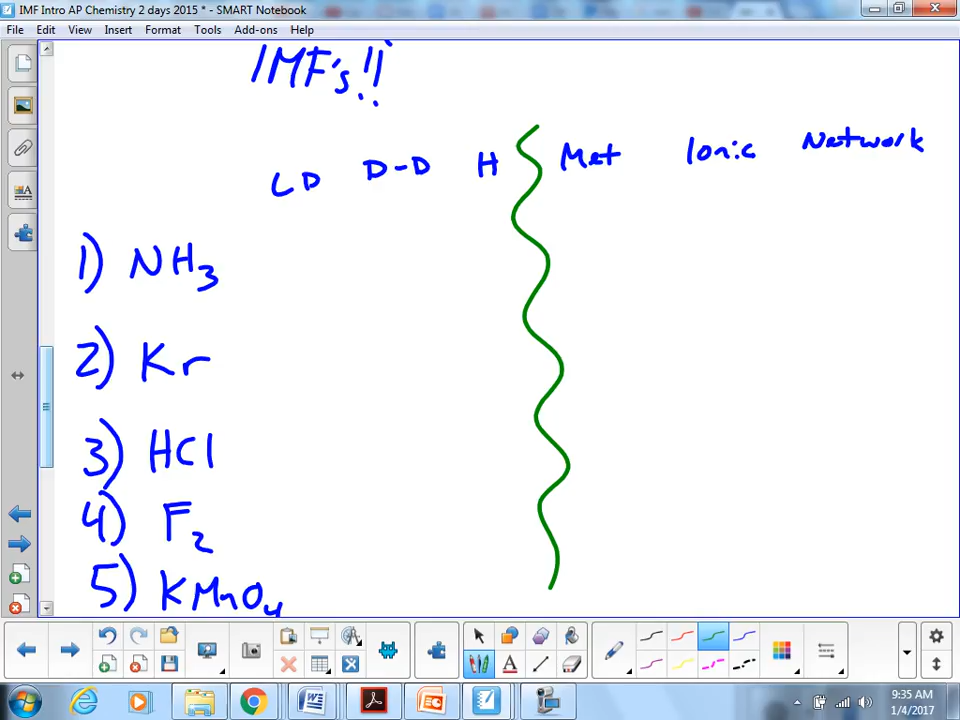 IMF Intro AP Chemistry 2 days 2015 * - SMART Notebook
File Edit View Insert Format Tools Add-ons Help
IMF's!!
LD D-D H Met Ionic Network
1) NH3
2) Kr
3) HCl
4) F2
5) KMnO4
9:35 AM
1/4/2017